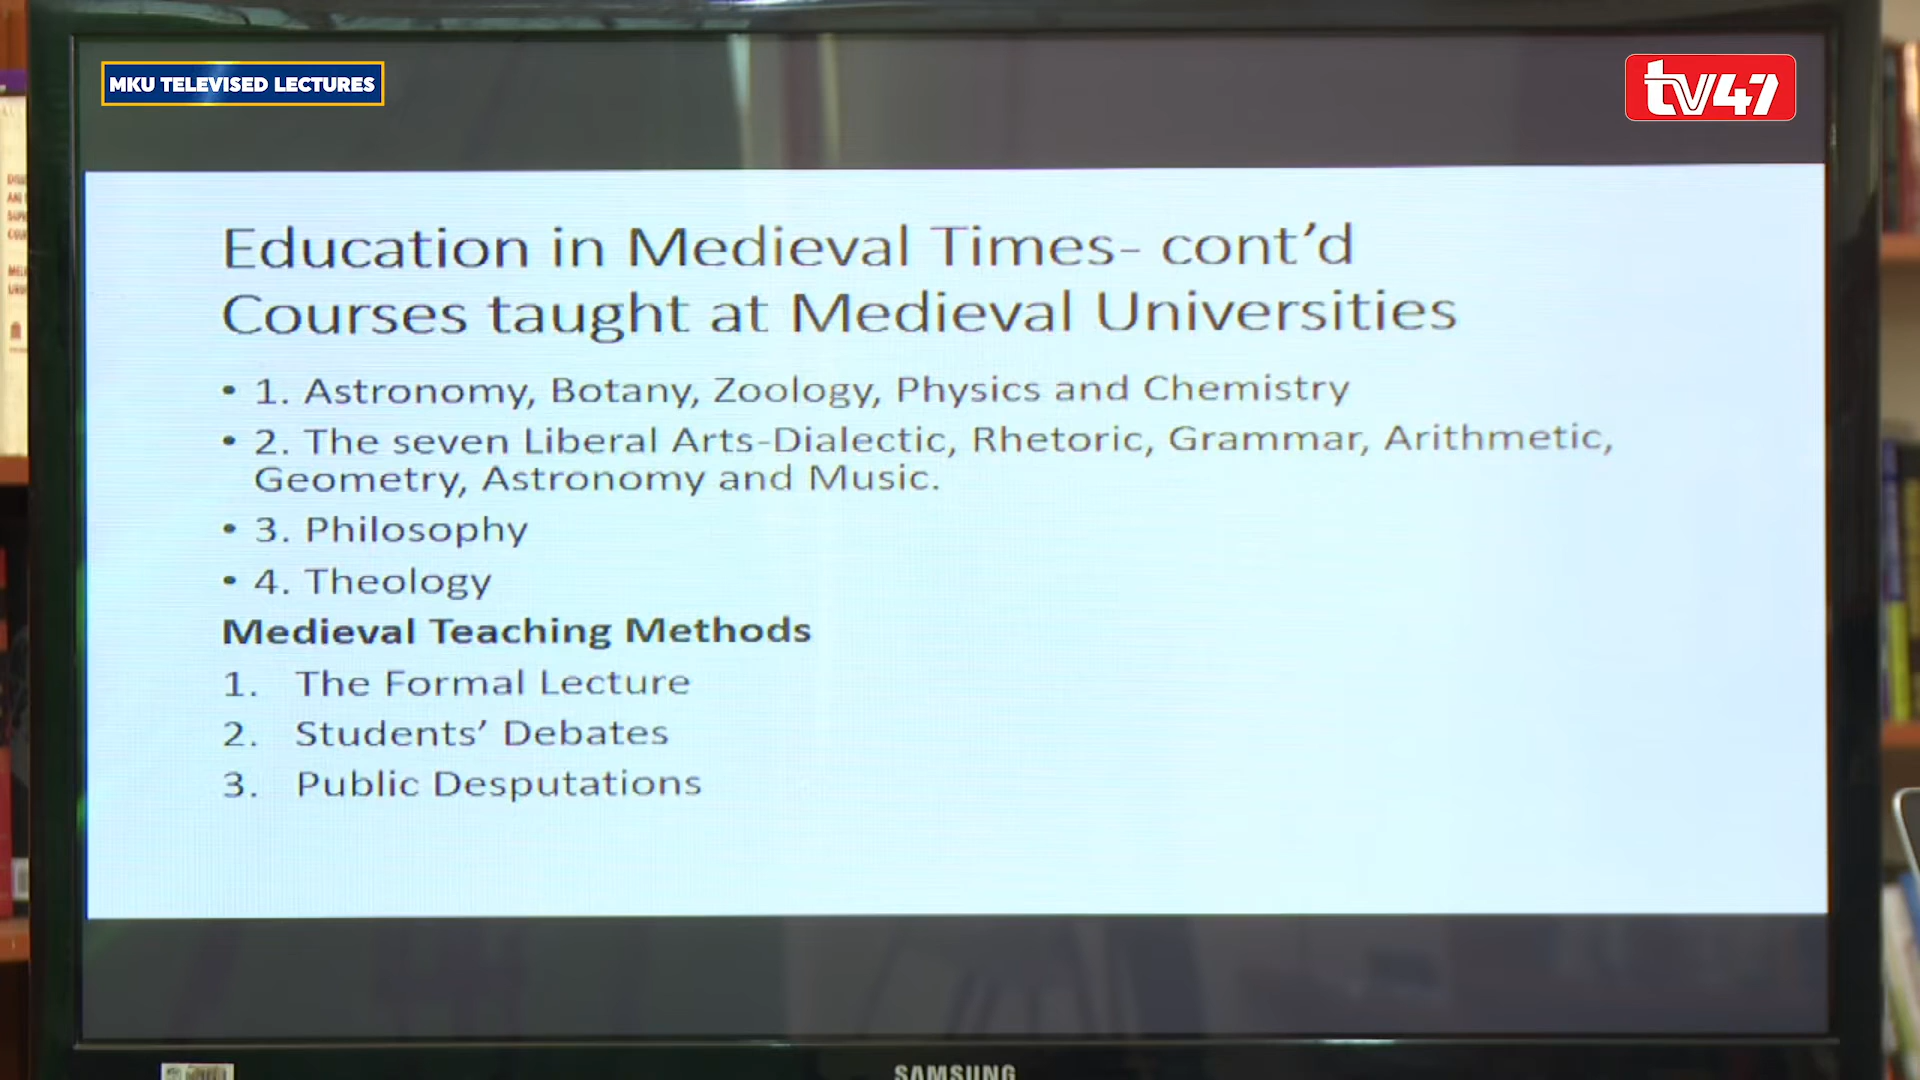 MKU TELEVISED LECTURES
tv47
Education in Medieval Times- cont’d
Courses taught at Medieval Universities
• 1. Astronomy, Botany, Zoology, Physics and Chemistry
• 2. The seven Liberal Arts-Dialectic, Rhetoric, Grammar, Arithmetic,
Geometry, Astronomy and Music.
• 3. Philosophy
• 4. Theology
Medieval Teaching Methods
1. The Formal Lecture
2. Students’ Debates
3. Public Desputations
SAMSUNG